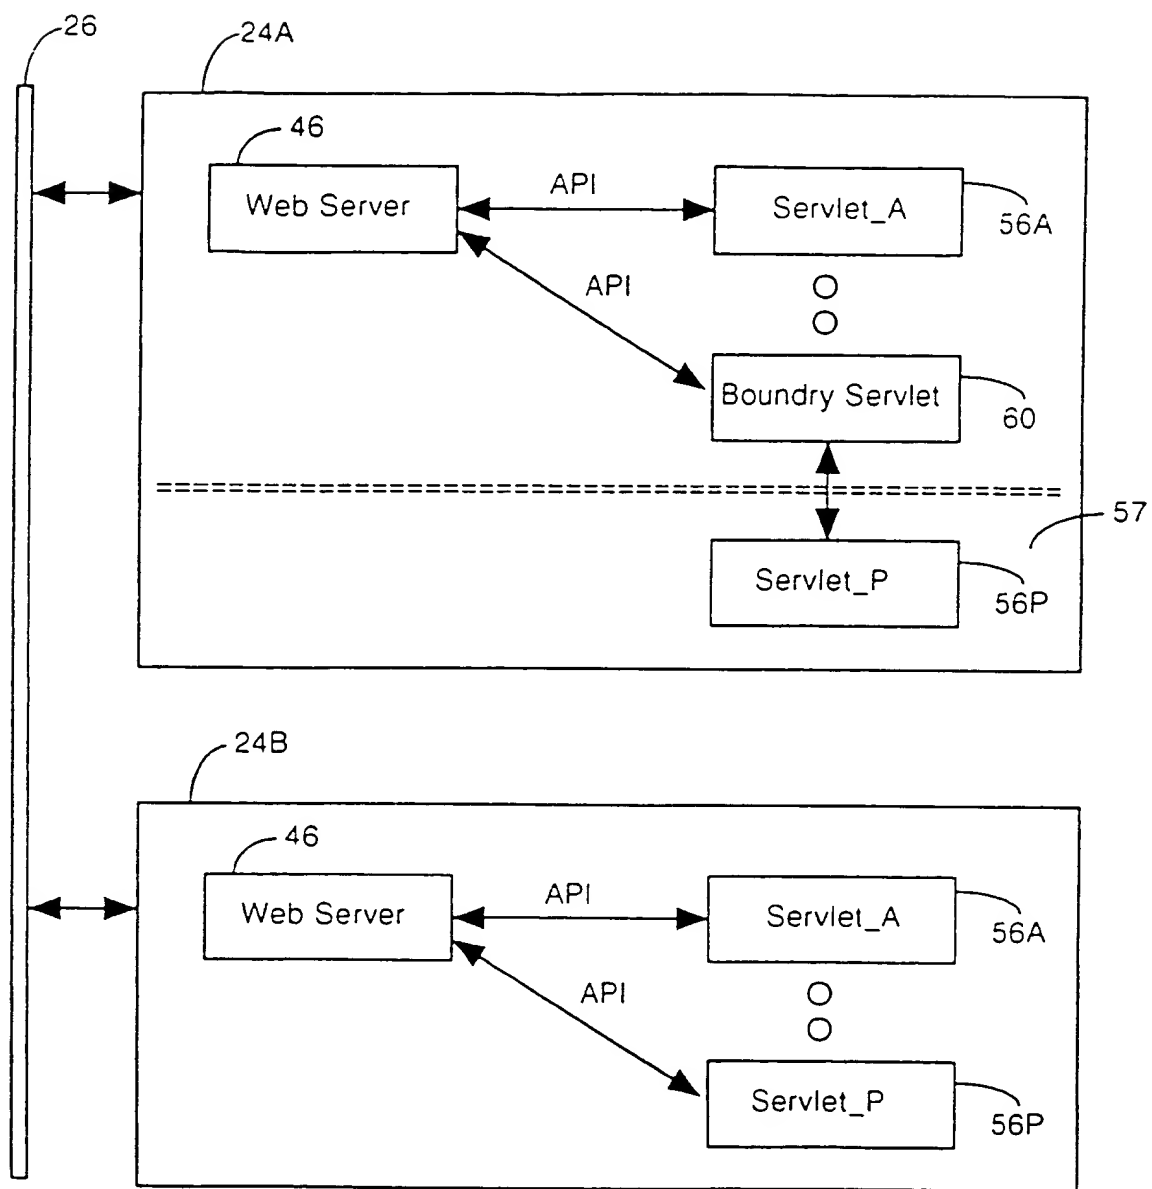 26
24A
46
Web Server
API
Servlet_A
56A
API
Boundry Servlet
60
57
Servlet_P
56P
24B
46
Web Server
API
Servlet_A
56A
API
Servlet_P
56P